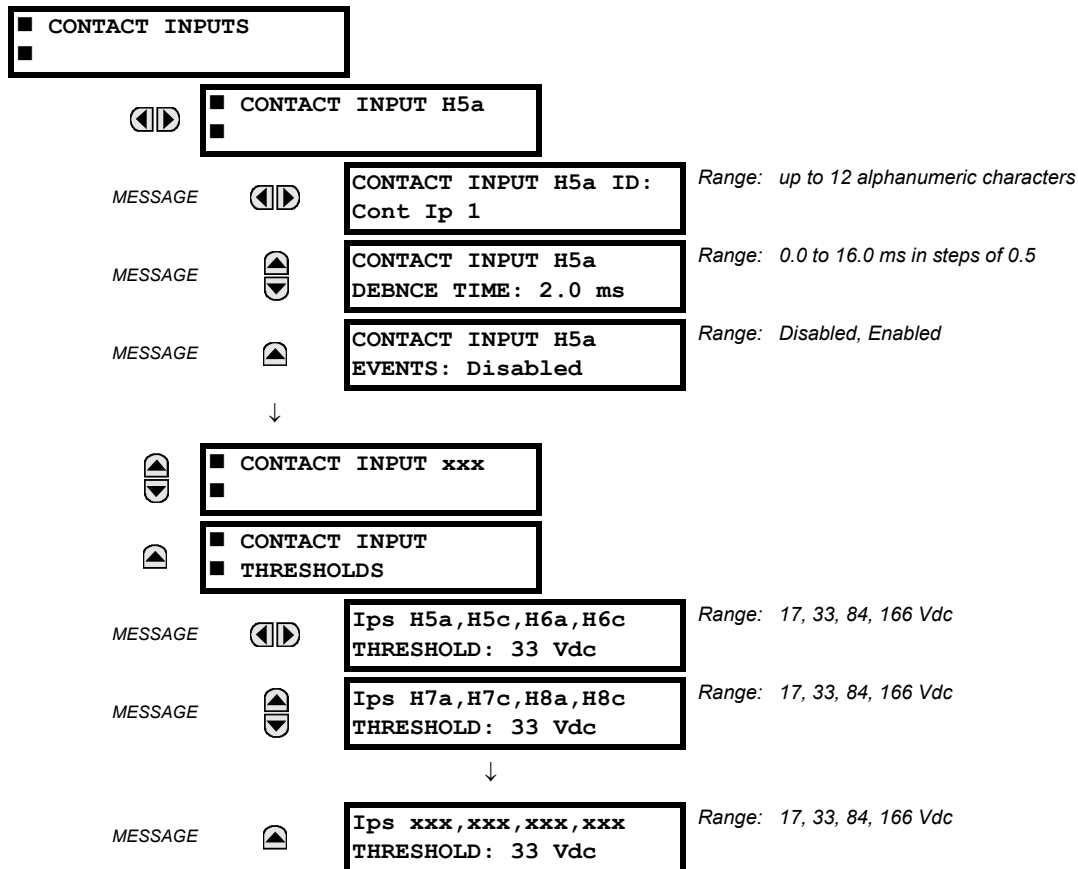 ■ CONTACT INPUTS
■
■ CONTACT INPUT H5a
■
MESSAGE
CONTACT INPUT H5a ID:
Cont Ip 1
Range: up to 12 alphanumeric characters
MESSAGE
CONTACT INPUT H5a
DEBNCE TIME: 2.0 ms
Range: 0.0 to 16.0 ms in steps of 0.5
MESSAGE
CONTACT INPUT H5a
EVENTS: Disabled
Range: Disabled, Enabled
↓
■ CONTACT INPUT xxx
■
■ CONTACT INPUT
■ THRESHOLDS
MESSAGE
Ips H5a,H5c,H6a,H6c
THRESHOLD: 33 Vdc
Range: 17, 33, 84, 166 Vdc
MESSAGE
Ips H7a,H7c,H8a,H8c
THRESHOLD: 33 Vdc
Range: 17, 33, 84, 166 Vdc
↓
MESSAGE
Ips xxx,xxx,xxx,xxx
THRESHOLD: 33 Vdc
Range: 17, 33, 84, 166 Vdc